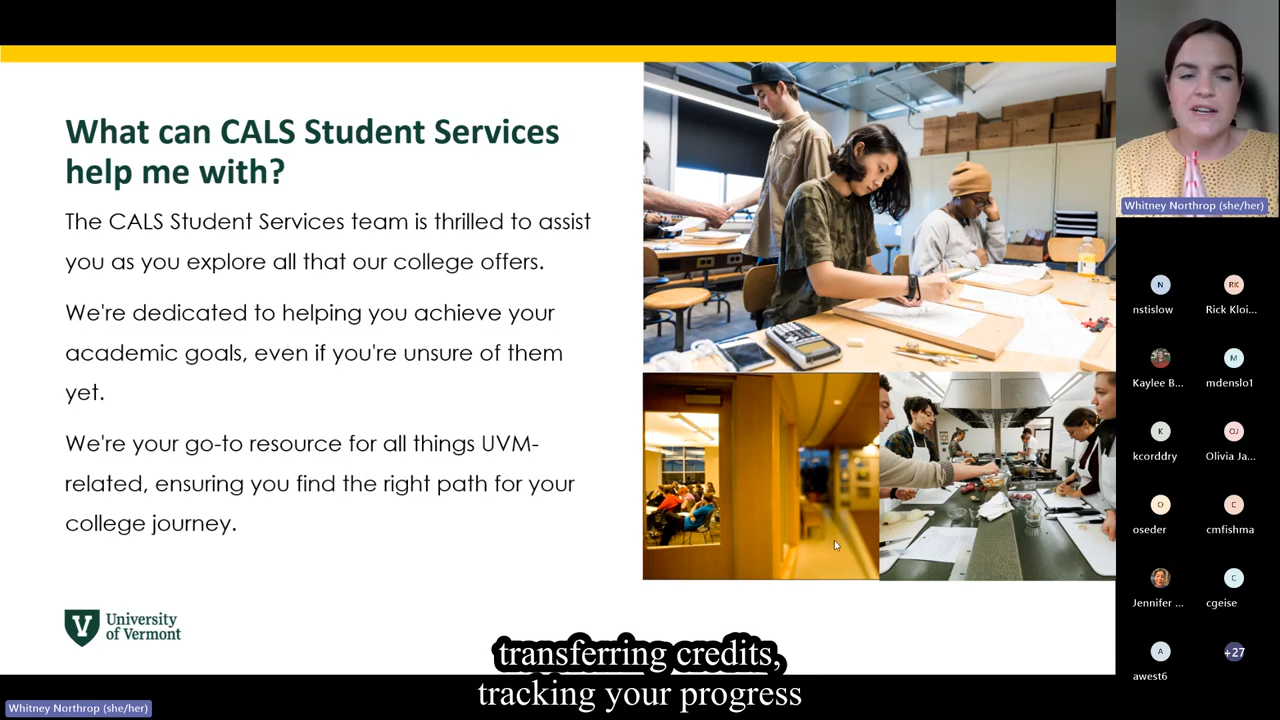 What can CALS Student Services
help me with?
The CALS Student Services team is thrilled to assist
you as you explore all that our college offers.
We're dedicated to helping you achieve your
academic goals, even if you're unsure of them
yet.
We're your go-to resource for all things UVM-
related, ensuring you find the right path for your
college journey.
V University
of Vermont
transferring credits,
tracking your progress
Whitney Northrop (she/her)
Whitney Northrop (she/her)
N
RK
nstislow
Rick Kloi...
M
Kaylee B...
mdenslo1
K
OJ
kcorddry
Olivia Ja...
O
C
oseder
cmfishma
C
Jennifer ...
cgeise
A
+27
awest6